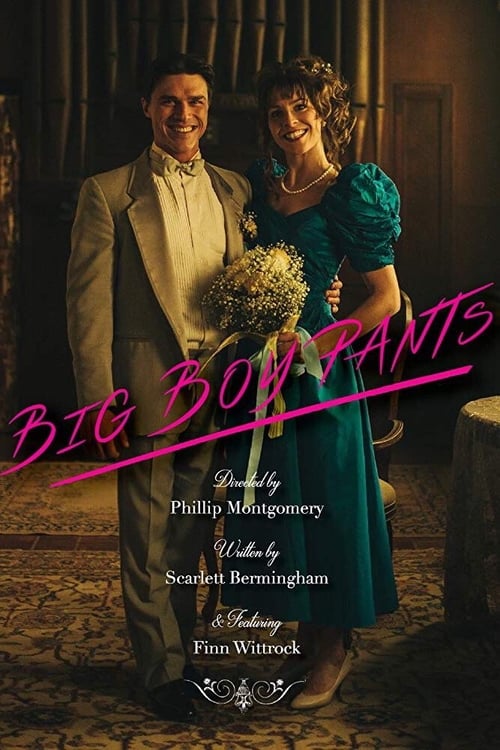 BIG BOY PANTS
Directed by
Phillip Montgomery
Written by
Scarlett Bermingham
& Featuring
Finn Wittrock